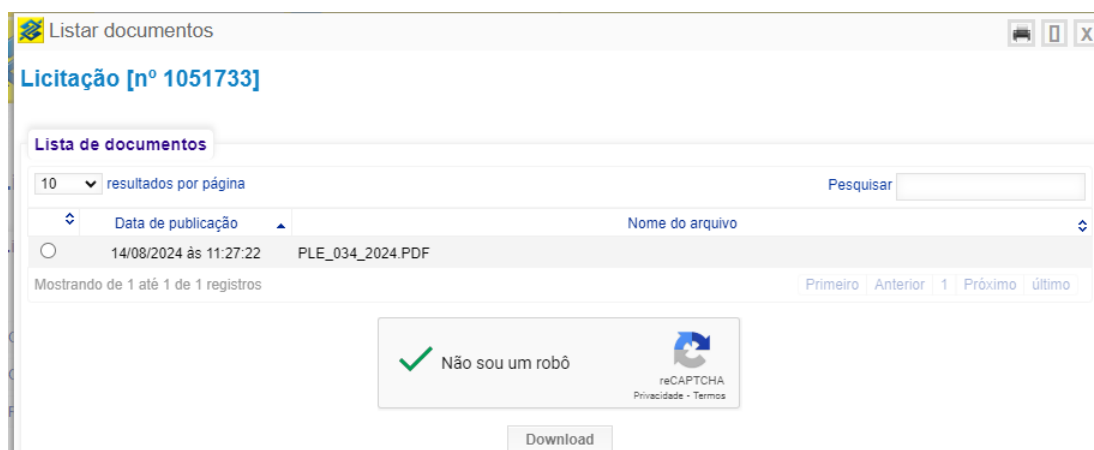 Listar documentos
X
Licitação [nº 1051733]
Lista de documentos
10 resultados por página Pesquisar
Data de publicação Nome do arquivo
14/08/2024 às 11:27:22 PLE_034_2024.PDF
Mostrando de 1 até 1 de 1 registros Primeiro Anterior 1 Próximo último
Não sou um robô
reCAPTCHA
Privacidade - Termos
Download